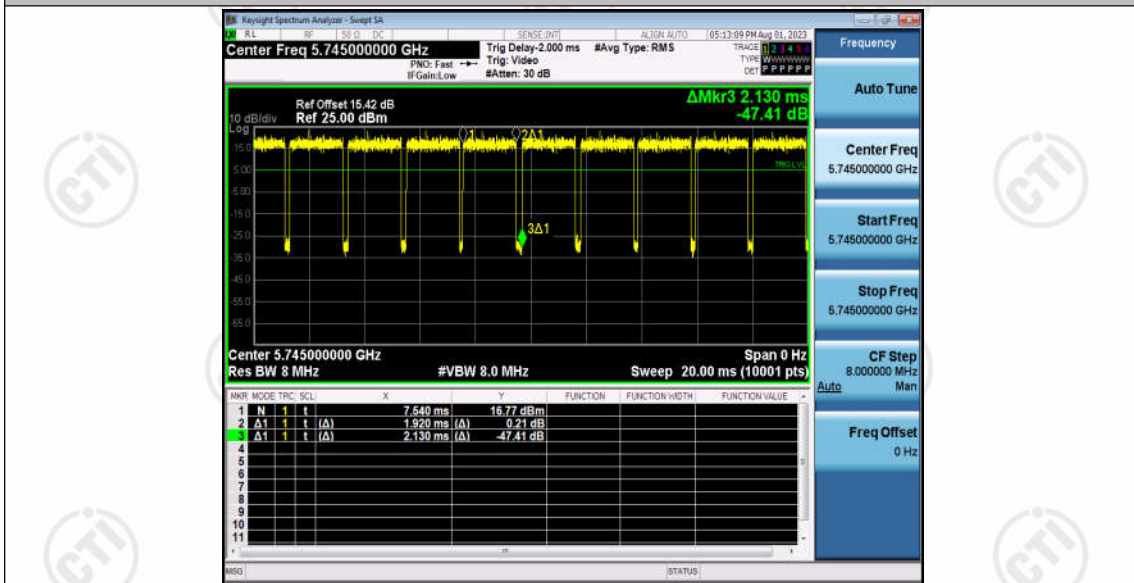 Keysight Spectrum Analyzer - Swept SA
RL RF 50 Ω DC SENSE:INT ALIGN AUTO 05:13:09 PM Aug 01, 2023
Center Freq 5.745000000 GHz
PNO: Fast
IFGain:Low
Trig Delay-2.000 ms
Trig: Video
#Atten: 30 dB
#Avg Type: RMS
TRACE 1 2 3 4 5 6
TYPE WWWWWW
DET P P P P P P
Frequency
Auto Tune
Center Freq
5.745000000 GHz
Start Freq
5.745000000 GHz
Stop Freq
5.745000000 GHz
CF Step
8.000000 MHz
Auto Man
Freq Offset
0 Hz
ΔMkr3 2.130 ms
-47.41 dB
Ref Offset 15.42 dB
10 dB/div Ref 25.00 dBm
Log
15.0
5.00
-5.00
-15.0
-25.0
-35.0
-45.0
-55.0
-65.0
1
2Δ1
TRIG LVL
3Δ1
Center 5.745000000 GHz Span 0 Hz
Res BW 8 MHz #VBW 8.0 MHz Sweep 20.00 ms (10001 pts)
MKR MODE TRC SCL X Y FUNCTION FUNCTION WIDTH FUNCTION VALUE
1 N 1 t 7.540 ms 16.77 dBm
2 Δ1 1 t (Δ) 1.920 ms (Δ) 0.21 dB
3 Δ1 1 t (Δ) 2.130 ms (Δ) -47.41 dB
4
5
6
7
8
9
10
11
MSG STATUS
CTI
CTI
CTI
CTI